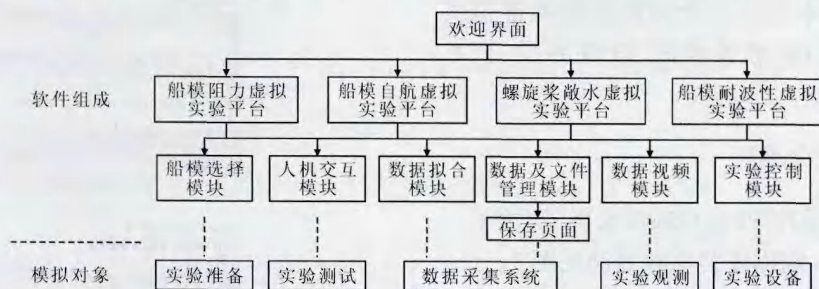 欢迎界面
软件组成
船模阻力虚拟
实验平台
船模自航虚拟
实验平台
螺旋桨敞水虚拟
实验平台
船模耐波性虚拟
实验平台
船模选择
模块
人机交互
模块
数据拟合
模块
数据及文件
管理模块
数据视频
模块
实验控制
模块
保存页面
模拟对象
实验准备
实验测试
数据采集系统
实验观测
实验设备